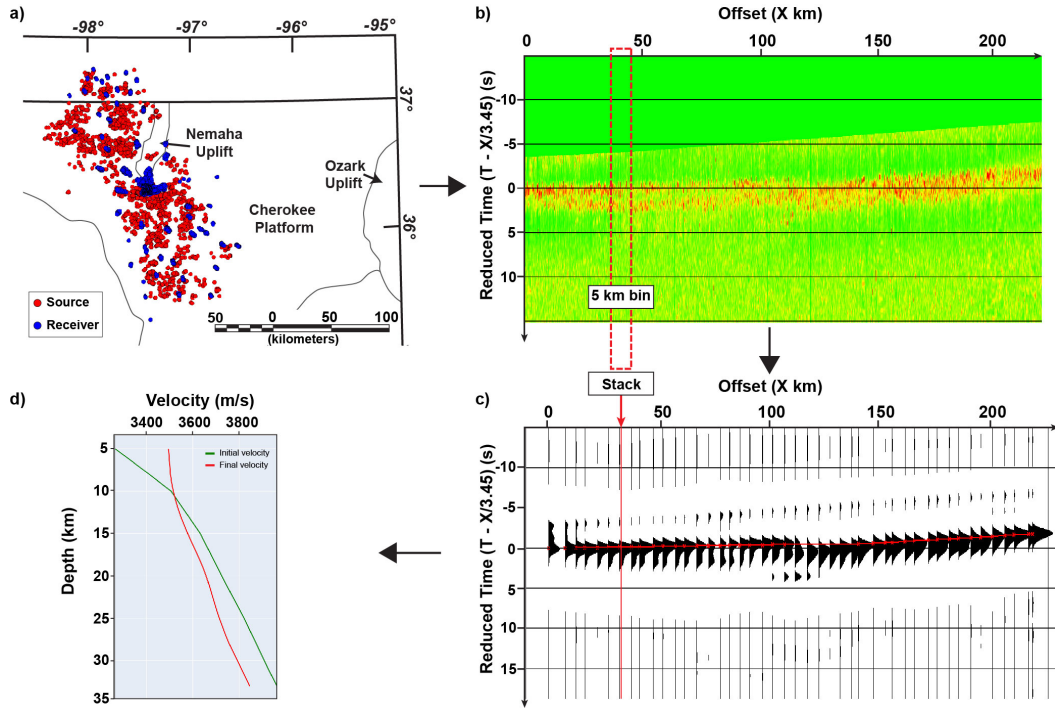 a)
-98°
-97°
-96°
-95°
37°
36°
Nemaha
Uplift
Ozark
Uplift
Cherokee
Platform
Source
Receiver
50 0 50 100
(kilometers)
b)
Offset (X km)
0 50 100 200
Reduced Time (T - X/3.45) (s)
-10
-5
0
5
10
5 km bin
Stack
c)
Offset (X km)
0 50 100 150 200
Reduced Time (T - X/3.45) (s)
-10
-5
0
5
10
15
d)
Velocity (m/s)
3400 3600 3800
Initial velocity
Final velocity
Depth (km)
5
10
15
20
25
30
35